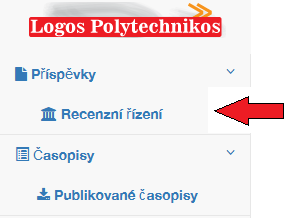 Logos Polytechnikos
Příspěvky
Recenzní řízení
Časopisy
Publikované časopisy